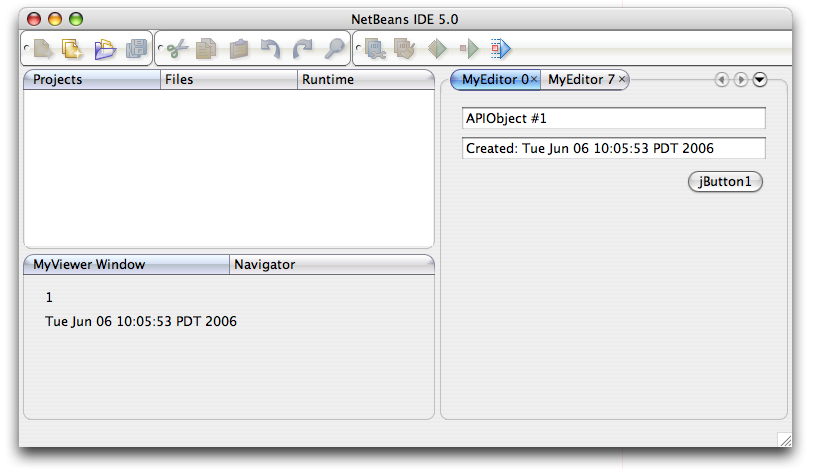 NetBeans IDE 5.0
Projects
Files
Runtime
MyEditor 0
MyEditor 7
APIObject #1
Created: Tue Jun 06 10:05:53 PDT 2006
jButton1
MyViewer Window
Navigator
1
Tue Jun 06 10:05:53 PDT 2006